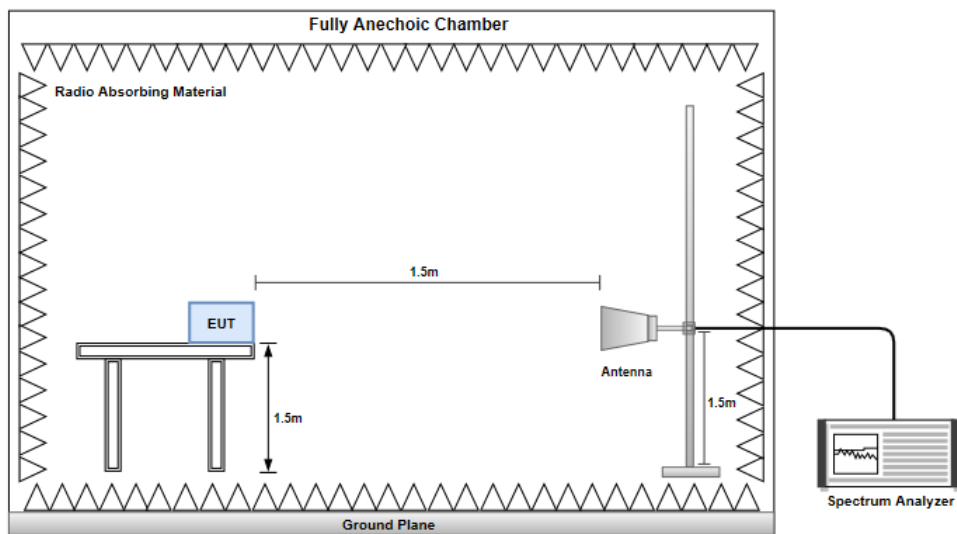 Fully Anechoic Chamber
Radio Absorbing Material
1.5m
EUT
Antenna
1.5m
1.5m
Spectrum Analyzer
Ground Plane